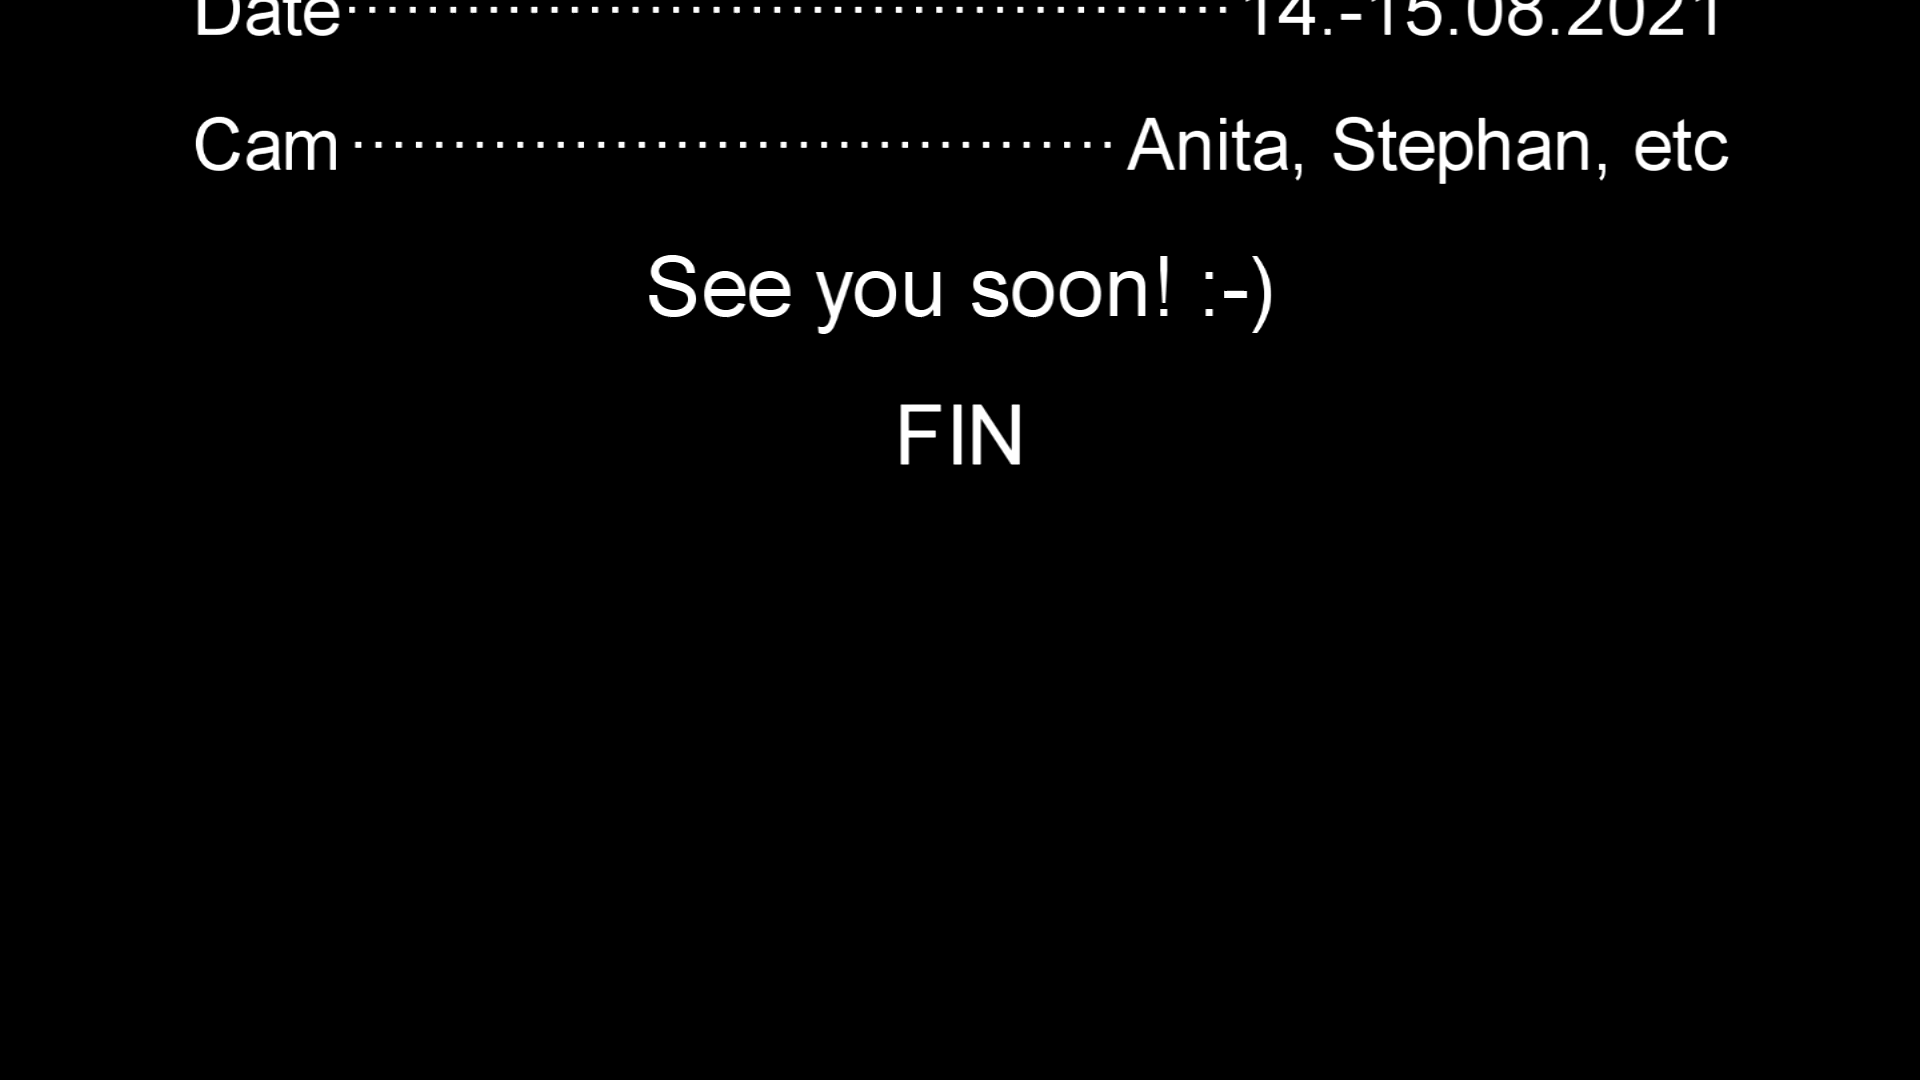 Date 14.-15.08.2021
Cam Anita, Stephan, etc
See you soon! :-)
FIN